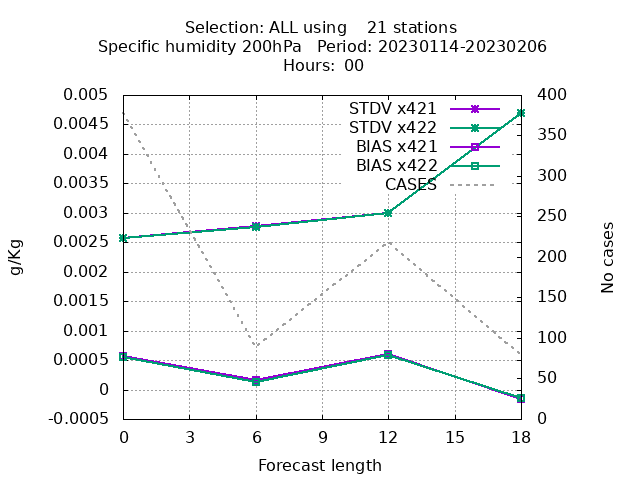 Selection: ALL using    21 stations
Specific humidity 200hPa   Period: 20230114-20230206
Hours:  00
STDV x421
STDV x422
BIAS x421
BIAS x422
CASES
0.005
0.0045
0.004
0.0035
0.003
0.0025
0.002
0.0015
0.001
0.0005
0
-0.0005
400
350
300
250
200
150
100
50
0
g/Kg
No cases
0 3 6 9 12 15 18
Forecast length